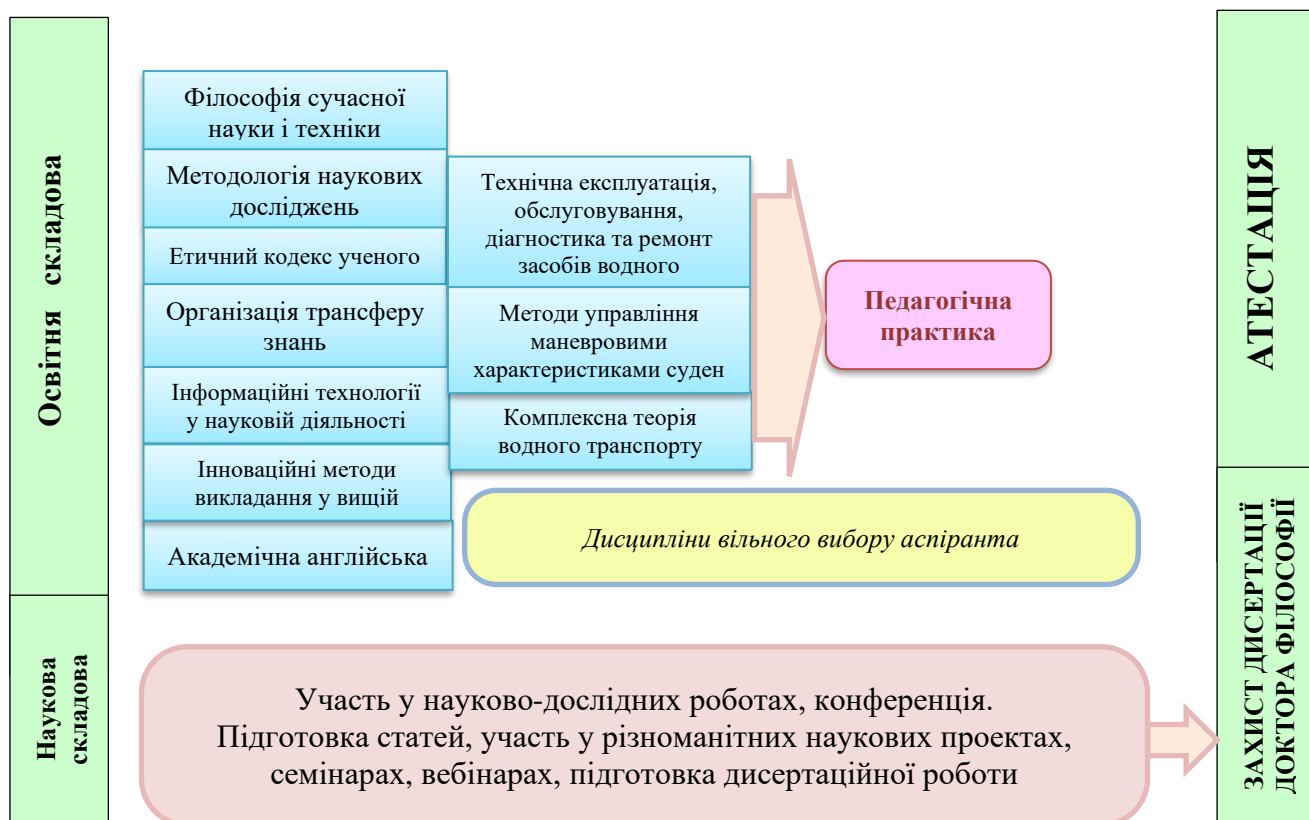 Освітня складова
Філософія сучасної
науки і техніки
Методологія наукових
досліджень
Етичний кодекс ученого
Організація трансферу
знань
Інформаційні технології
у науковій діяльності
Інноваційні методи
викладання у вищій
Академічна англійська
Технічна експлуатація,
обслуговування,
діагностика та ремонт
засобів водного
Методи управління
маневровими
характеристиками суден
Комплексна теорія
водного транспорту
Педагогічна
практика
Дисципліни вільного вибору аспіранта
АТЕСТАЦІЯ
Наукова
складова
Участь у науково-дослідних роботах, конференція.
Підготовка статей, участь у різноманітних наукових проектах,
семінарах, вебінарах, підготовка дисертаційної роботи
ЗАХИСТ ДИСЕРТАЦІЇ
ДОКТОРА ФІЛОСОФІЇ